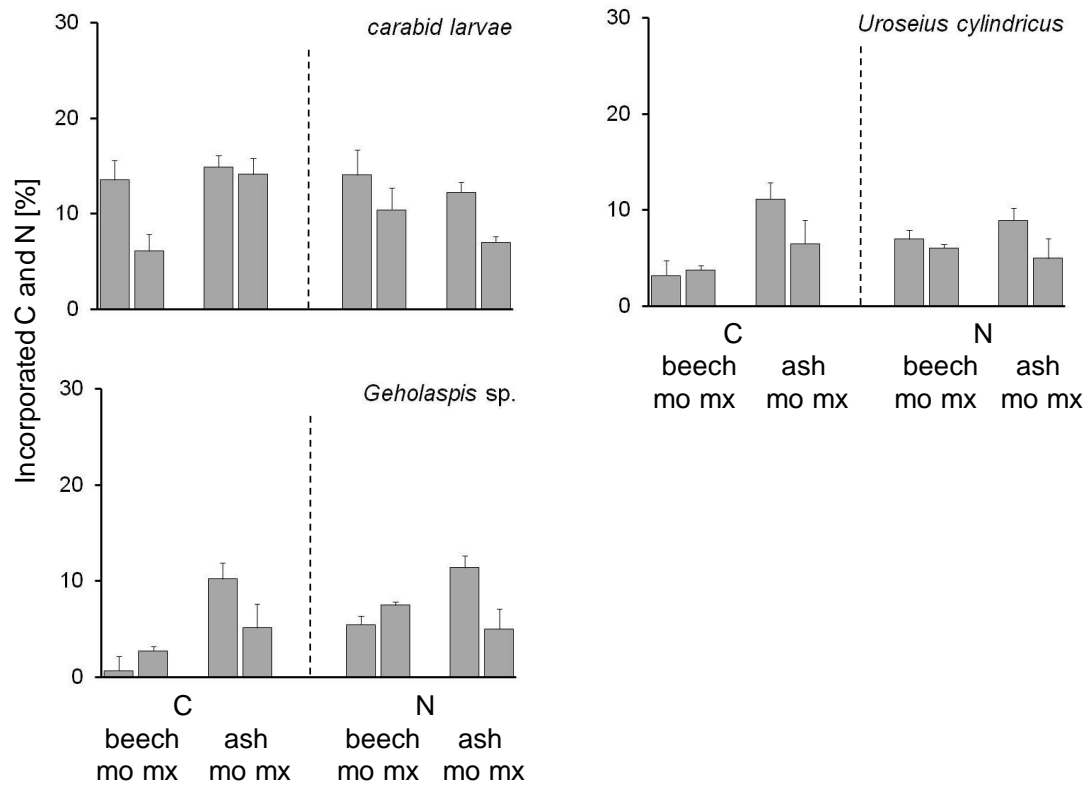 Incorporated C and N [%]
carabid larvae
30
20
10
0
Uroseius cylindricus
30
20
10
0
C N
beech ash beech ash
mo mx mo mx mo mx mo mx
Geholaspis sp.
30
20
10
0
C N
beech ash beech ash
mo mx mo mx mo mx mo mx